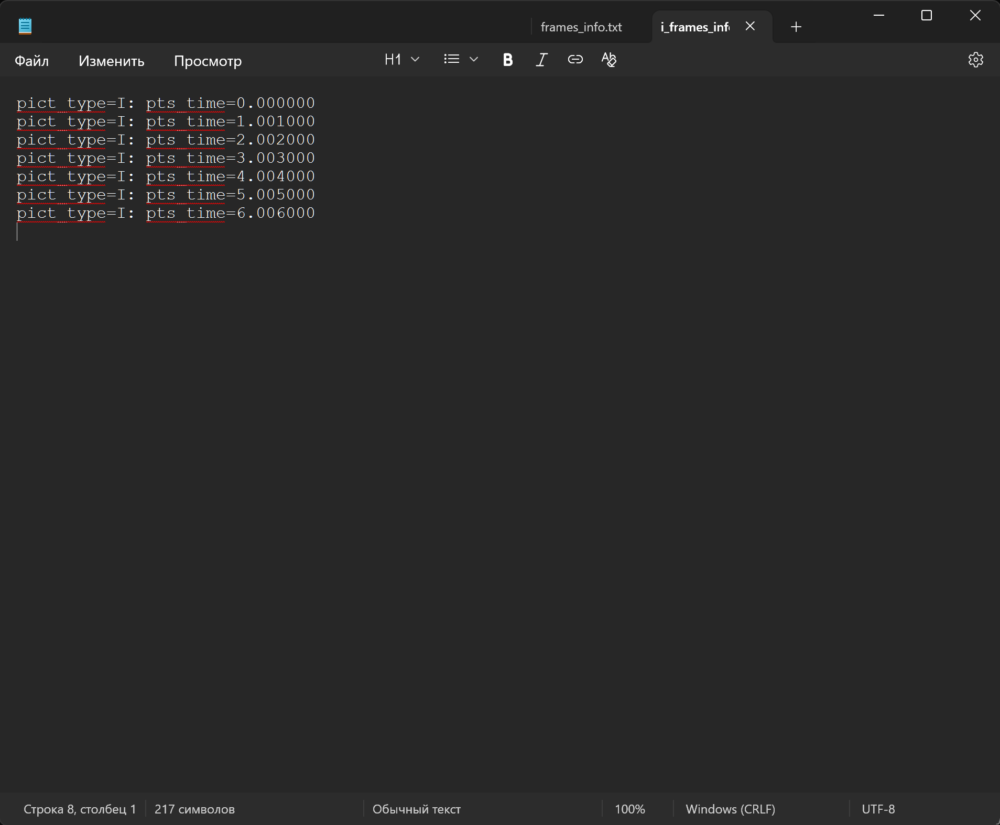 frames_info.txt
i_frames_inf
Файл Изменить Просмотр H1 B I
pict_type=I: pts_time=0.000000
pict_type=I: pts_time=1.001000
pict_type=I: pts_time=2.002000
pict_type=I: pts_time=3.003000
pict_type=I: pts_time=4.004000
pict_type=I: pts_time=5.005000
pict_type=I: pts_time=6.006000
Строка 8, столбец 1 217 символов Обычный текст 100% Windows (CRLF) UTF-8